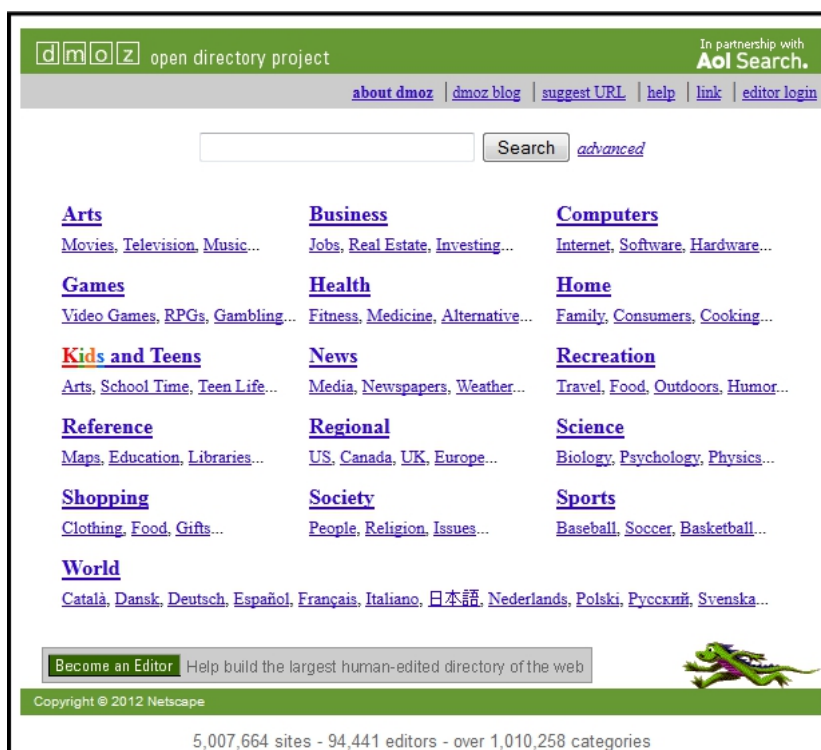 dmoz open directory project
In partnership with
Aol Search.
about dmoz | dmoz blog | suggest URL | help | link | editor login
Search advanced
Arts Business Computers
Movies, Television, Music... Jobs, Real Estate, Investing... Internet, Software, Hardware...
Games Health Home
Video Games, RPGs, Gambling... Fitness, Medicine, Alternative... Family, Consumers, Cooking...
Kids and Teens News Recreation
Arts, School Time, Teen Life... Media, Newspapers, Weather... Travel, Food, Outdoors, Humor...
Reference Regional Science
Maps, Education, Libraries... US, Canada, UK, Europe... Biology, Psychology, Physics...
Shopping Society Sports
Clothing, Food, Gifts... People, Religion, Issues... Baseball, Soccer, Basketball...
World
Català, Dansk, Deutsch, Español, Français, Italiano, 日本語, Nederlands, Polski, Русский, Svenska...
Become an Editor Help build the largest human-edited directory of the web
Copyright © 2012 Netscape
5,007,664 sites - 94,441 editors - over 1,010,258 categories